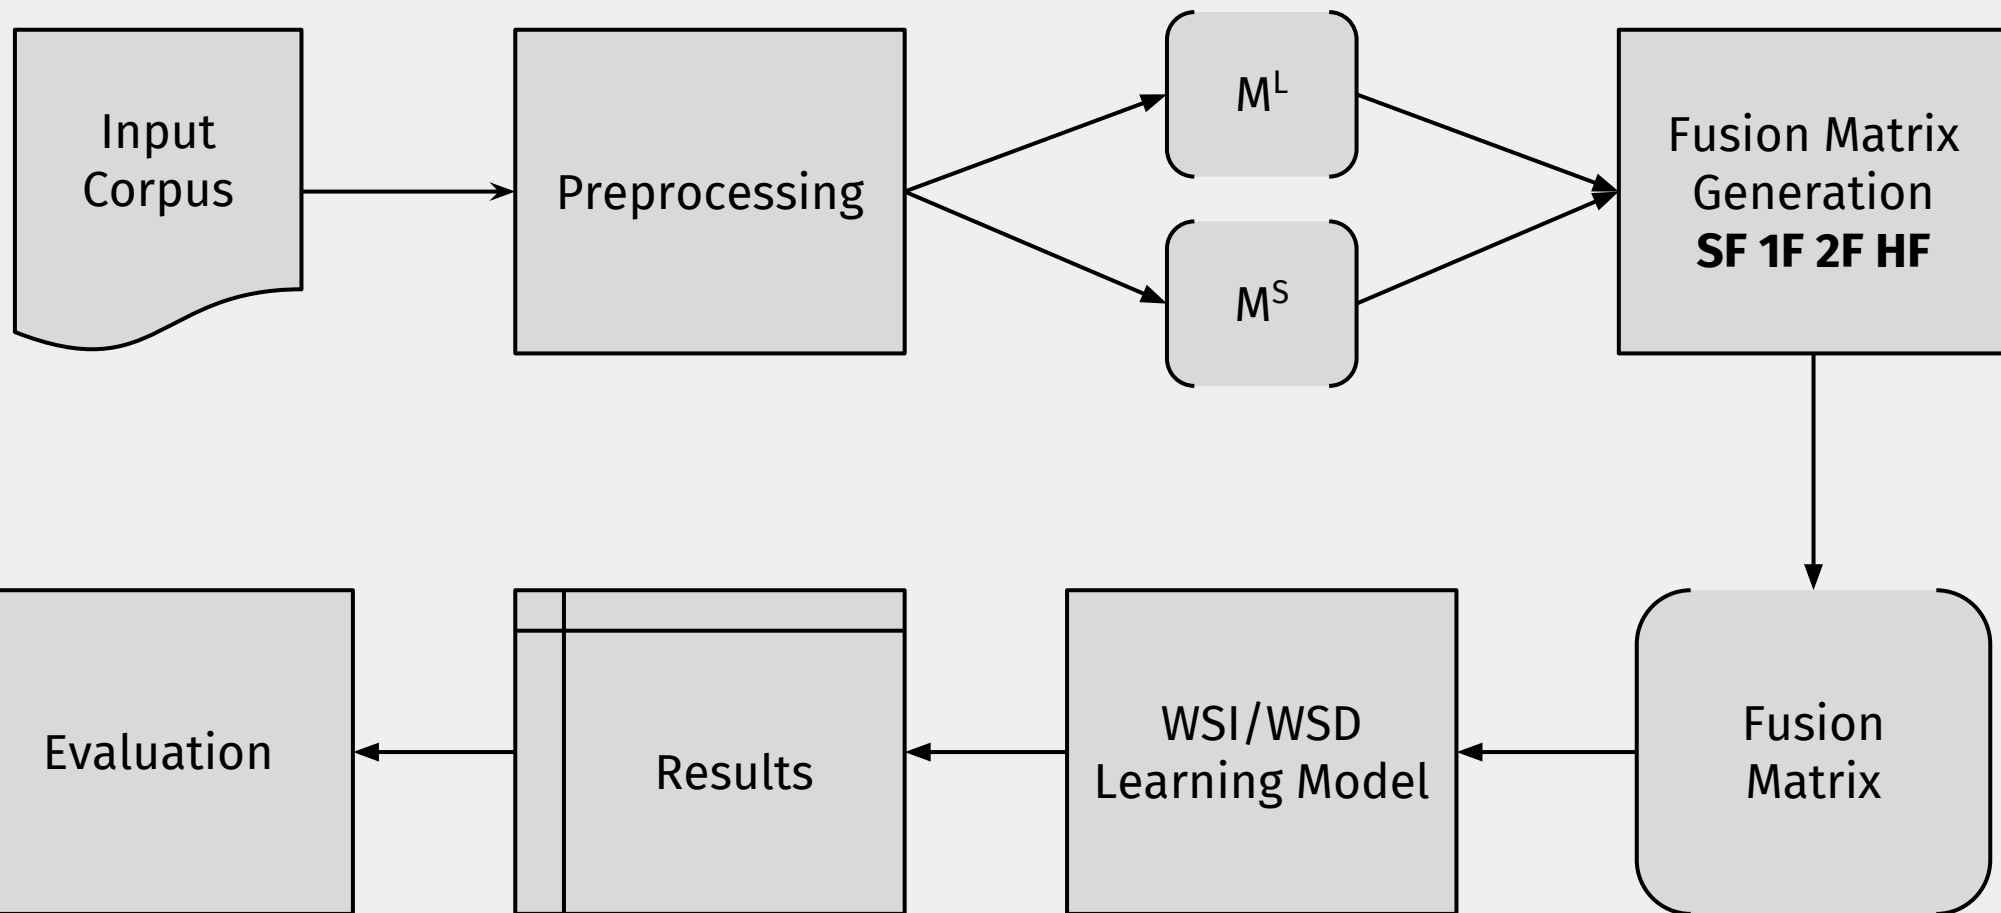 Input
Corpus
Preprocessing
M^L
M^S
Fusion Matrix
Generation
SF 1F 2F HF
Fusion
Matrix
WSI/WSD
Learning Model
Results
Evaluation